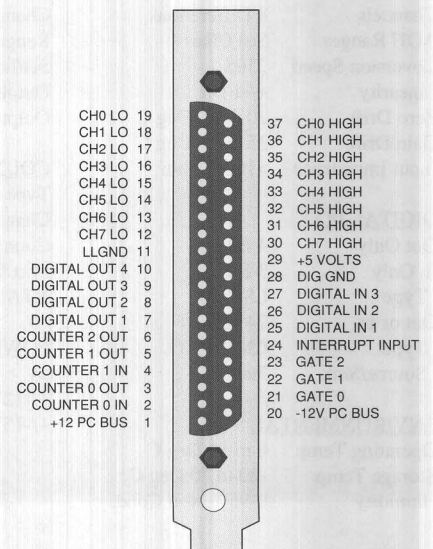 CH0 LO 19
CH1 LO 18
CH2 LO 17
CH3 LO 16
CH4 LO 15
CH5 LO 14
CH6 LO 13
CH7 LO 12
LLGND 11
DIGITAL OUT 4 10
DIGITAL OUT 3 9
DIGITAL OUT 2 8
DIGITAL OUT 1 7
COUNTER 2 OUT 6
COUNTER 1 OUT 5
COUNTER 1 IN 4
COUNTER 0 OUT 3
COUNTER 0 IN 2
+12 PC BUS 1
37 CH0 HIGH
36 CH1 HIGH
35 CH2 HIGH
34 CH3 HIGH
33 CH4 HIGH
32 CH5 HIGH
31 CH6 HIGH
30 CH7 HIGH
29 +5 VOLTS
28 DIG GND
27 DIGITAL IN 3
26 DIGITAL IN 2
25 DIGITAL IN 1
24 INTERRUPT INPUT
23 GATE 2
22 GATE 1
21 GATE 0
20 -12V PC BUS